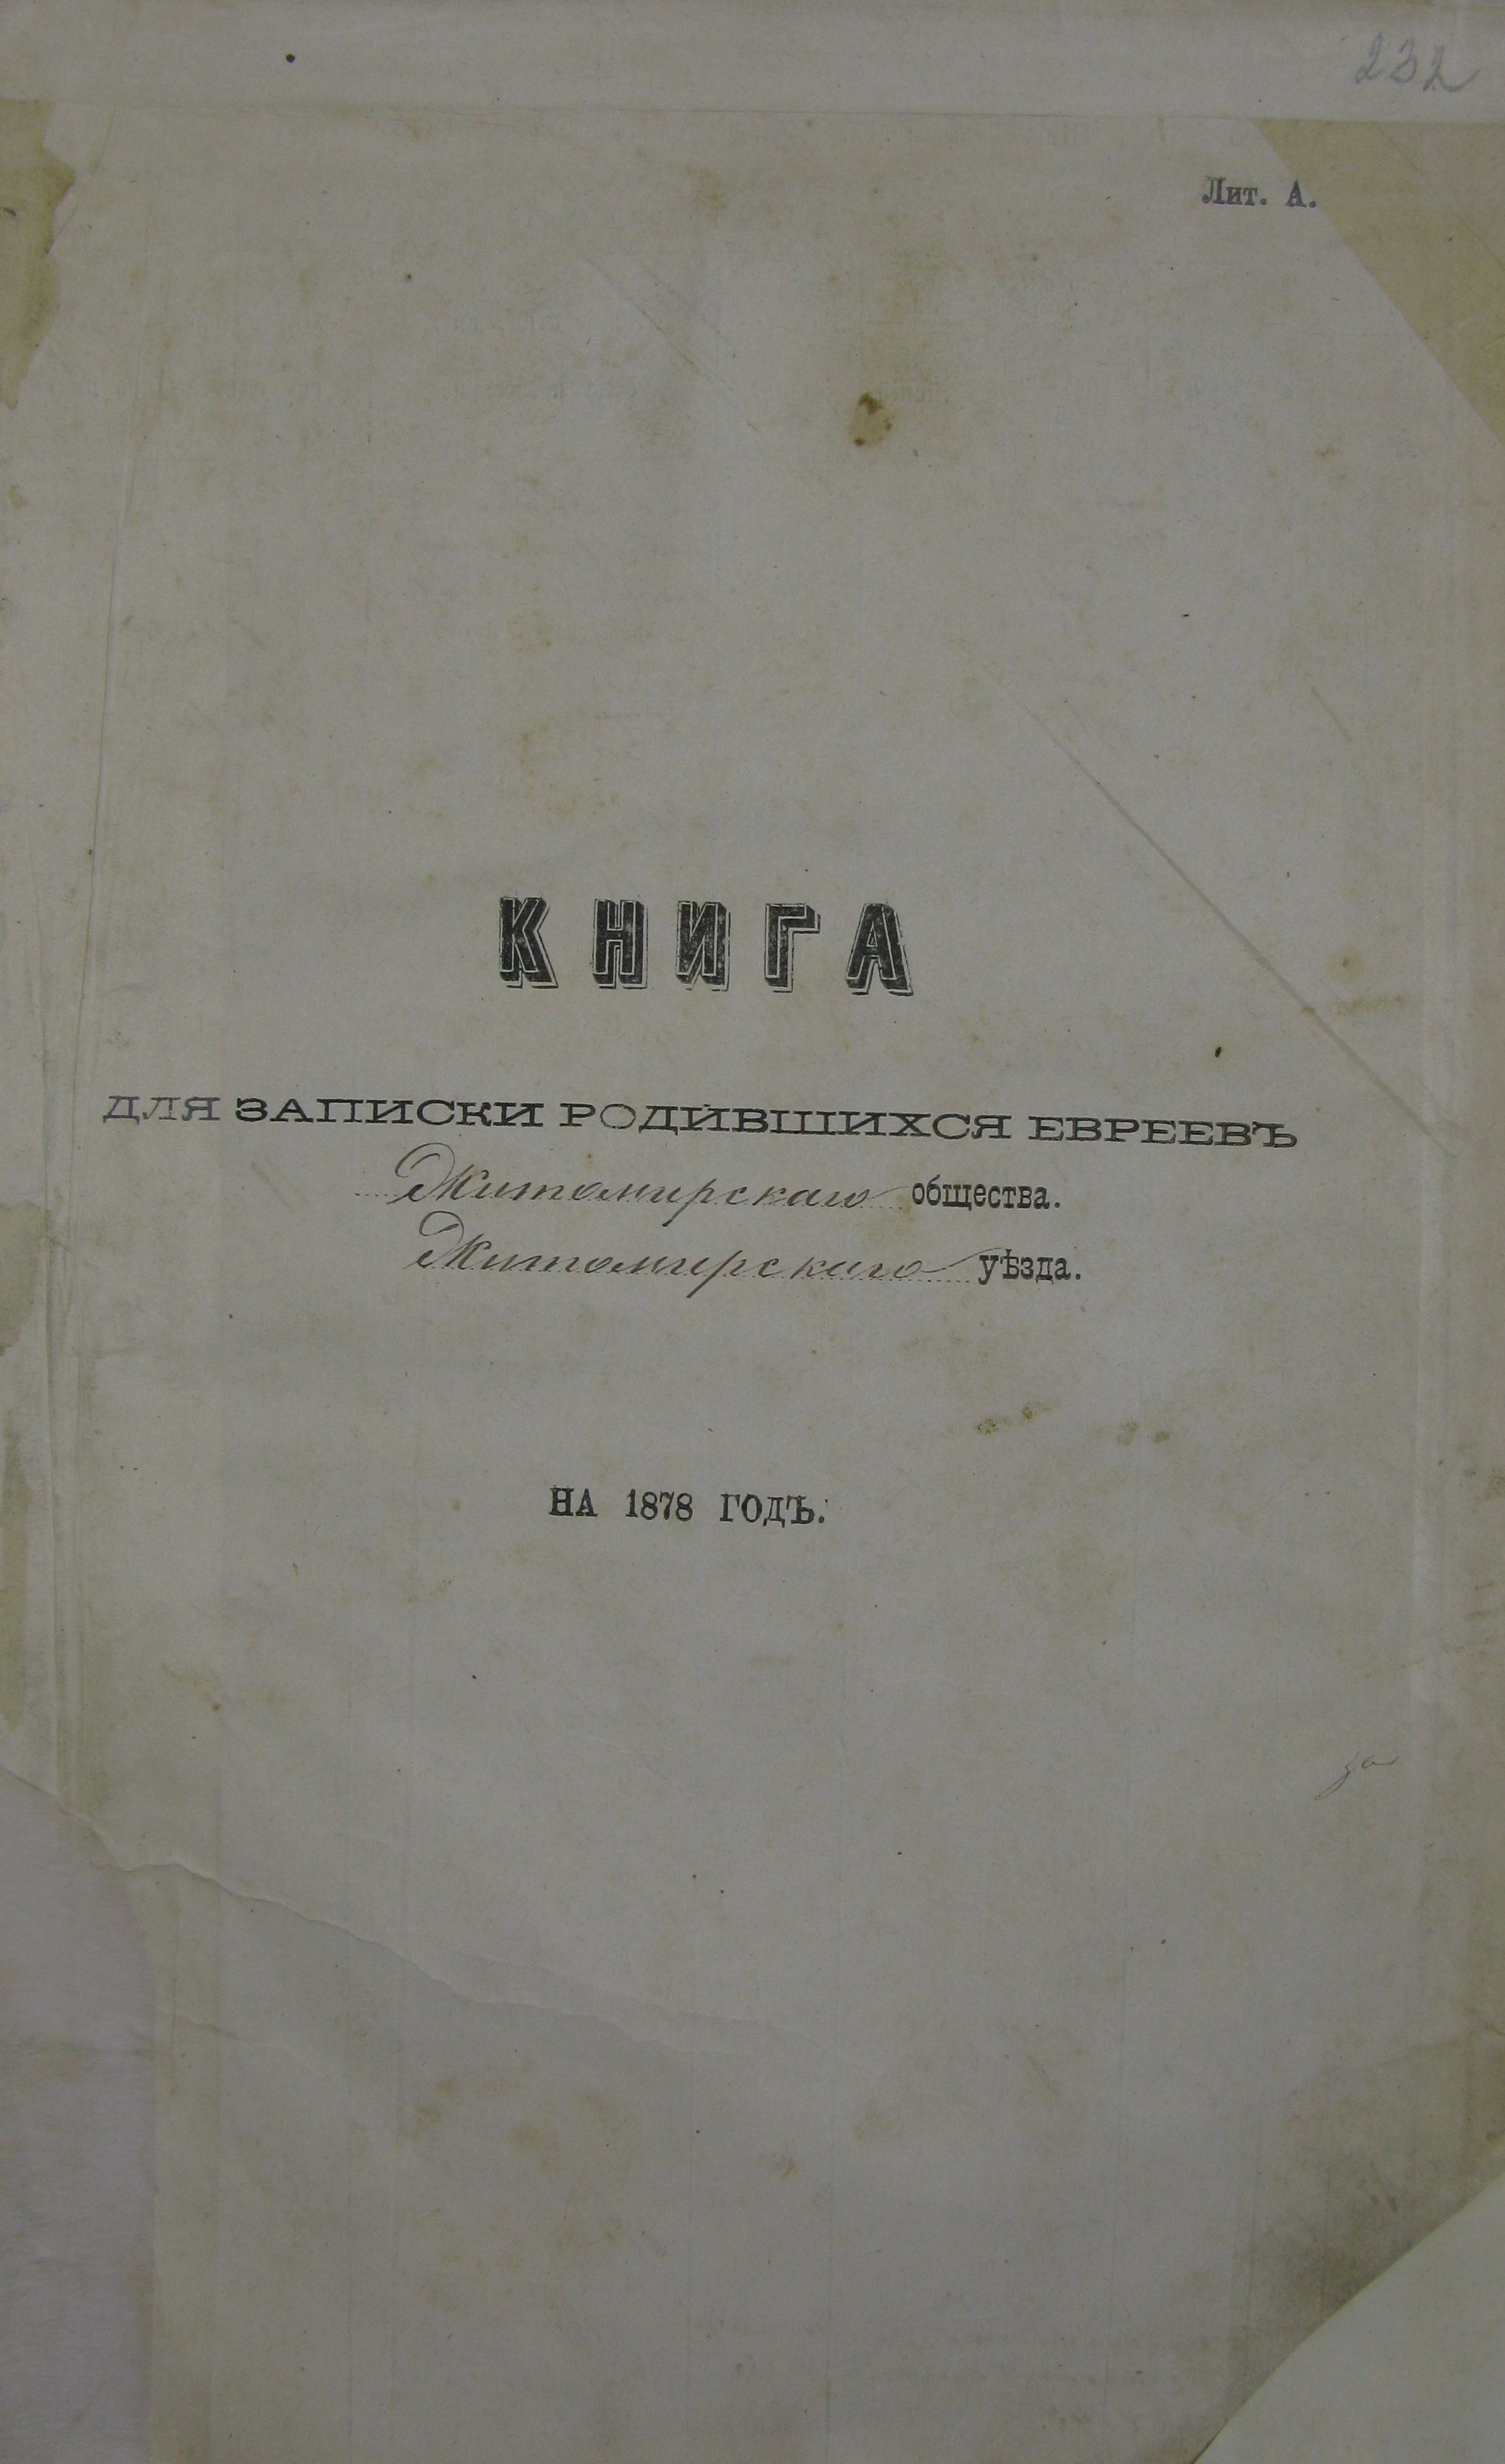 232
Лит. А.
КНИГА
ДЛЯ ЗАПИСКИ РОДИВШИХСЯ ЕВРЕЕВЪ
Житомирскаго общества.
Житомирскаго уѣзда.
НА 1878 ГОДЪ.